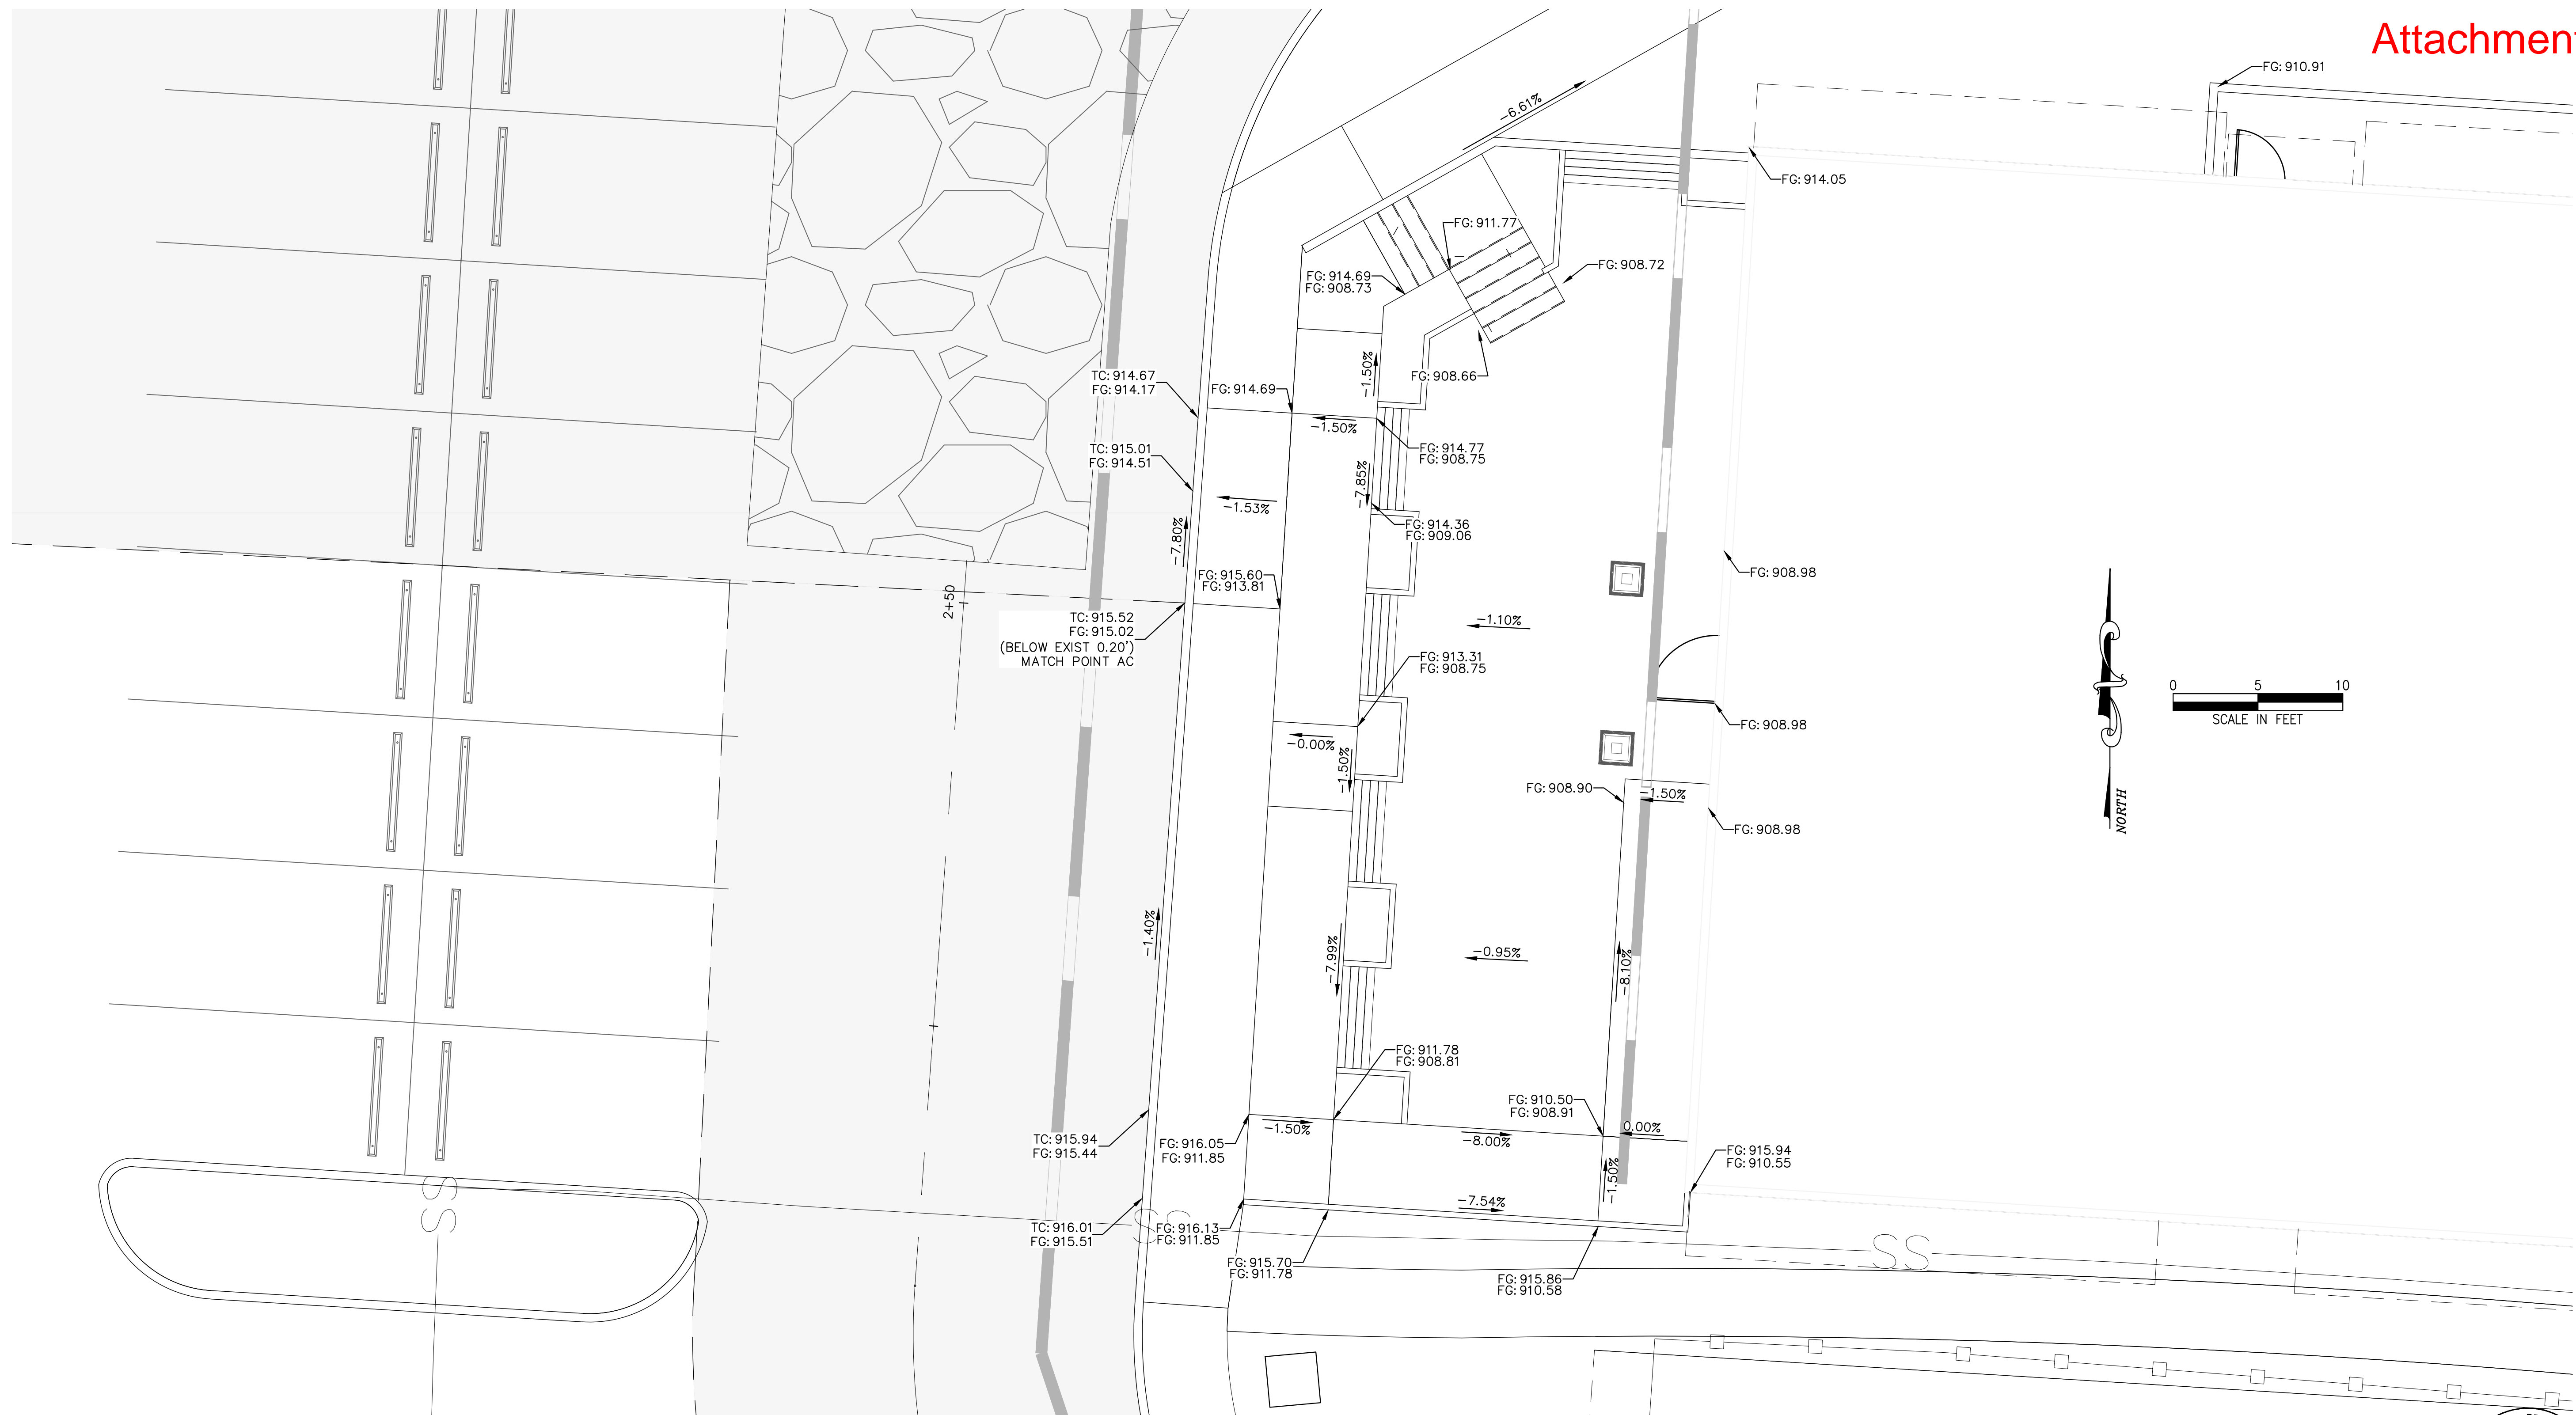 Attachment
FG: 910.91
-6.61%
FG: 914.05
FG: 911.77
FG: 908.72
FG: 914.69
FG: 908.73
-1.50%
FG: 908.66
TC: 914.67
FG: 914.17
FG: 914.69
-1.50%
FG: 914.77
FG: 908.75
TC: 915.01
FG: 914.51
-7.85%
-1.53%
FG: 914.36
FG: 909.06
-7.80%
FG: 915.60
FG: 913.81
FG: 908.98
2+50
TC: 915.52
FG: 915.02
(BELOW EXIST 0.20')
MATCH POINT AC
-1.10%
FG: 913.31
FG: 908.75
0 5 10
SCALE IN FEET
FG: 908.98
-0.00%
-1.50%
FG: 908.90
-1.50%
NORTH
FG: 908.98
-1.40%
-7.99%
-0.95%
-8.10%
FG: 911.78
FG: 908.81
FG: 910.50
FG: 908.91
TC: 915.94
FG: 915.44
FG: 916.05
FG: 911.85
-1.50%
-8.00%
0.00%
FG: 915.94
FG: 910.55
-1.50%
SS
-7.54%
TC: 916.01
FG: 915.51
SS
FG: 916.13
FG: 911.85
SS
FG: 915.70
FG: 911.78
FG: 915.86
FG: 910.58